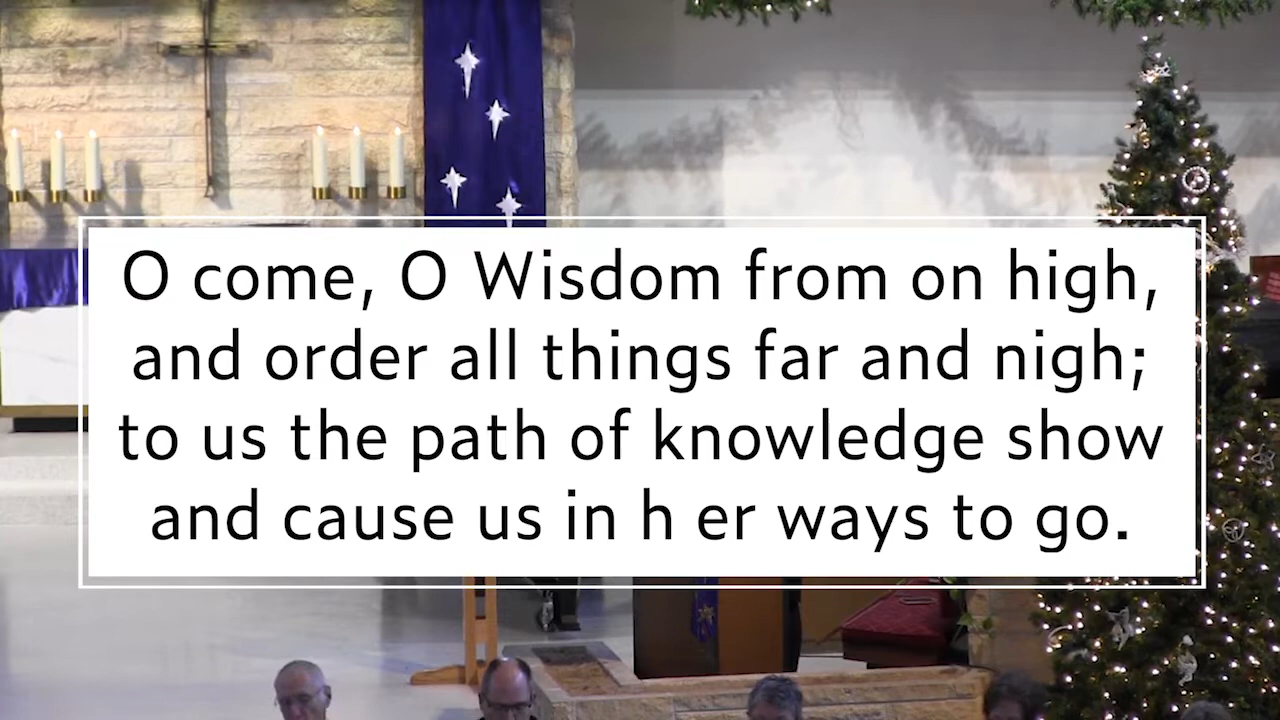 O come, O Wisdom from on high,
and order all things far and nigh;
to us the path of knowledge show
and cause us in h er ways to go.